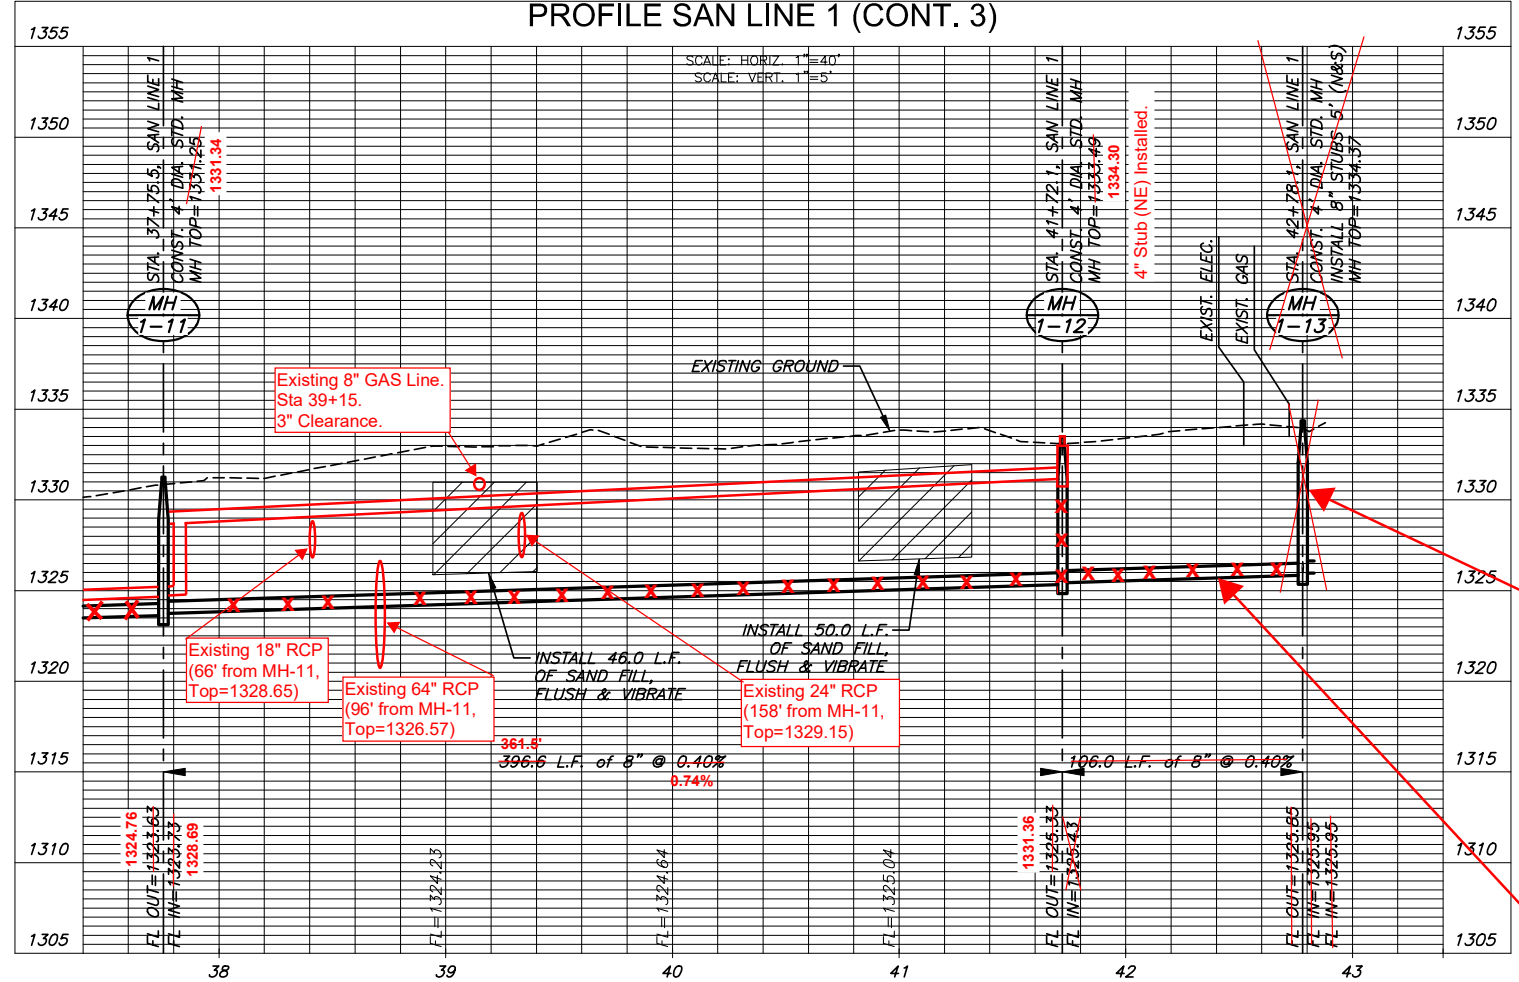 PROFILE SAN LINE 1 (CONT. 3)
SCALE: HORIZ. 1"=40'
SCALE: VERT. 1"=5'
1355
1350
1345
1340
1335
1330
1325
1320
1315
1310
1305
1355
1350
1345
1340
1335
1330
1325
1320
1315
1310
1305
STA. 37+75.5, SAN LINE 1
CONST. 4' DIA. STD. MH
MH TOP=1331.25
1331.34
MH
1-11
STA. 41+72.1, SAN LINE 1
CONST. 4' DIA. STD. MH
MH TOP=1333.49
1334.30
4" Stub (NE) Installed.
MH
1-12
STA. 42+78.1, SAN LINE 1
CONST. 4' DIA. STD. MH
INSTALL 8" STUBS 5' (N&S)
MH TOP=1334.37
MH
1-13
EXIST. ELEC.
EXIST. GAS
EXISTING GROUND
Existing 8" GAS Line.
Sta 39+15.
3" Clearance.
Existing 18" RCP
(66' from MH-11,
Top=1328.65)
Existing 64" RCP
(96' from MH-11,
Top=1326.57)
INSTALL 46.0 L.F.
OF SAND FILL,
FLUSH & VIBRATE
INSTALL 50.0 L.F.
OF SAND FILL,
FLUSH & VIBRATE
Existing 24" RCP
(158' from MH-11,
Top=1329.15)
361.5'
396.6 L.F. of 8" @ 0.40%
0.74%
106.0 L.F. of 8" @ 0.40%
1324.76
FL OUT=1323.63
FL IN=1323.73
1328.69
FL=1324.23
FL=1324.64
FL=1325.04
1331.36
FL OUT=1325.33
FL IN=1325.43
FL OUT=1325.85
FL IN=1325.95
FL IN=1325.95
38
39
40
41
42
43